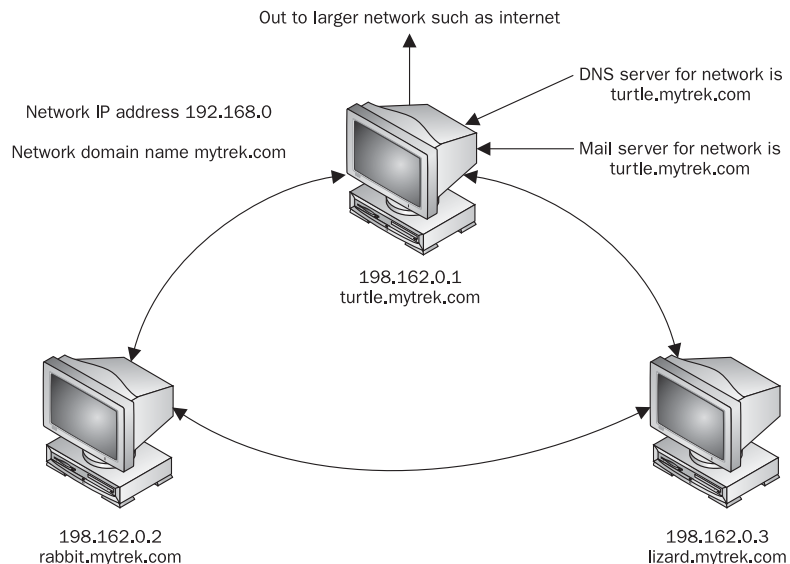 Out to larger network such as internet
DNS server for network is
turtle.mytrek.com
Network IP address 192.168.0
Network domain name mytrek.com
Mail server for network is
turtle.mytrek.com
198.162.0.1
turtle.mytrek.com
198.162.0.2
rabbit.mytrek.com
198.162.0.3
lizard.mytrek.com